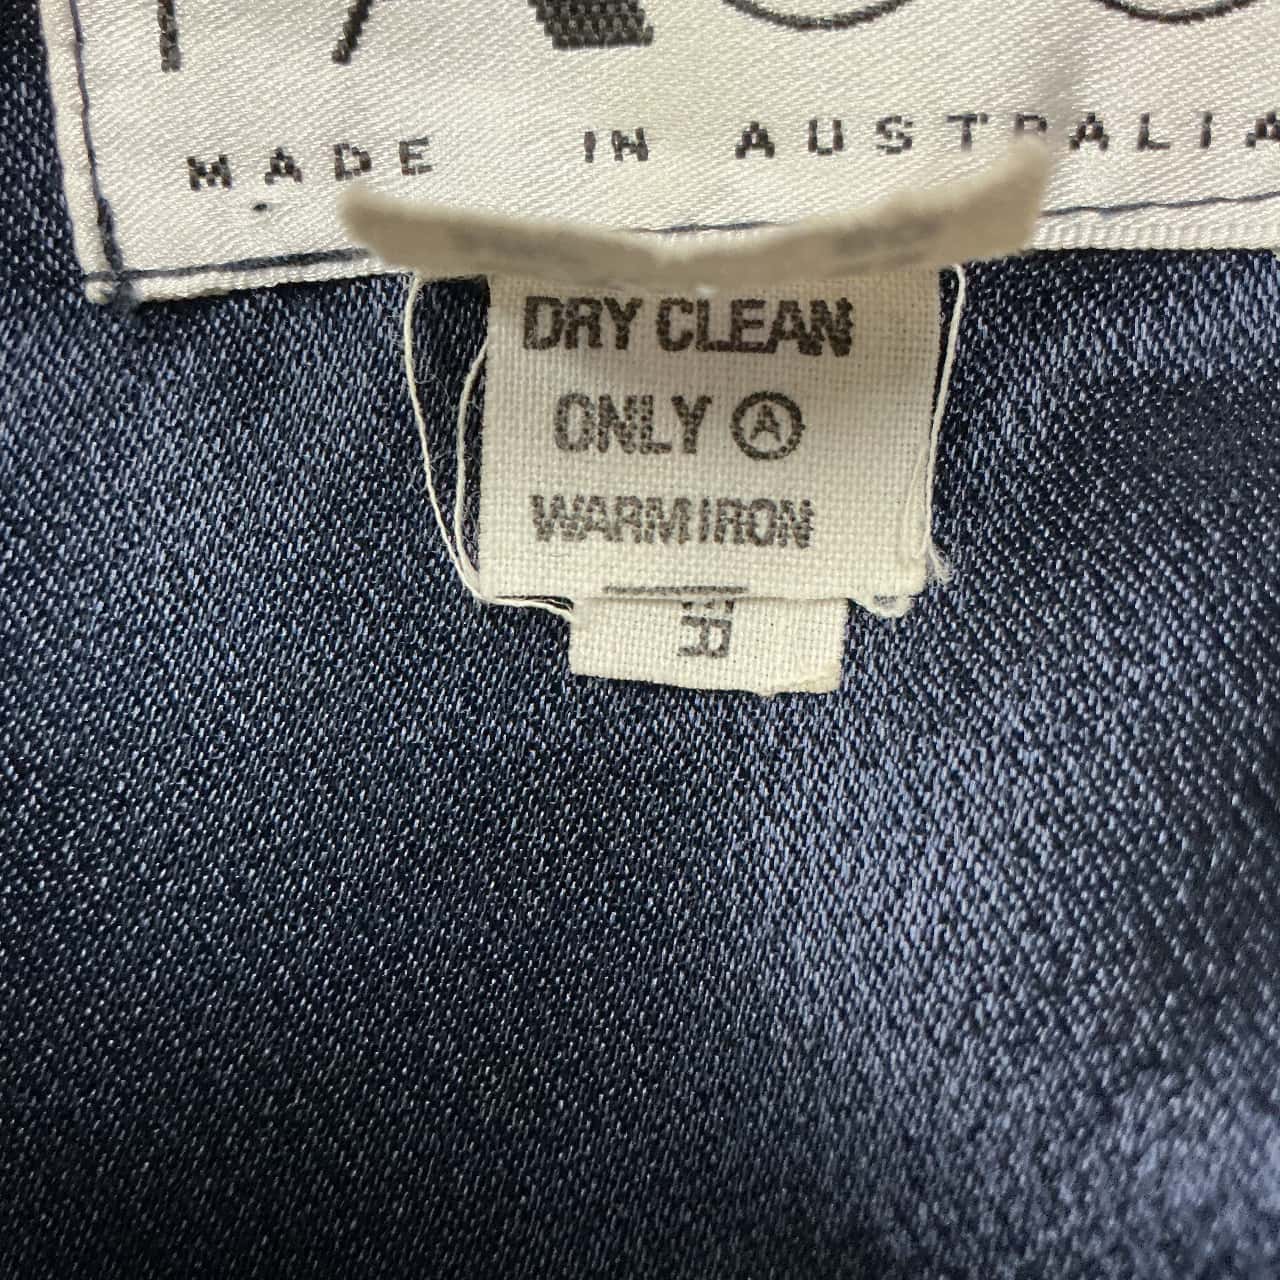 MADE IN AUSTRALIA
DRY CLEAN
ONLY Ⓐ
WARM IRON